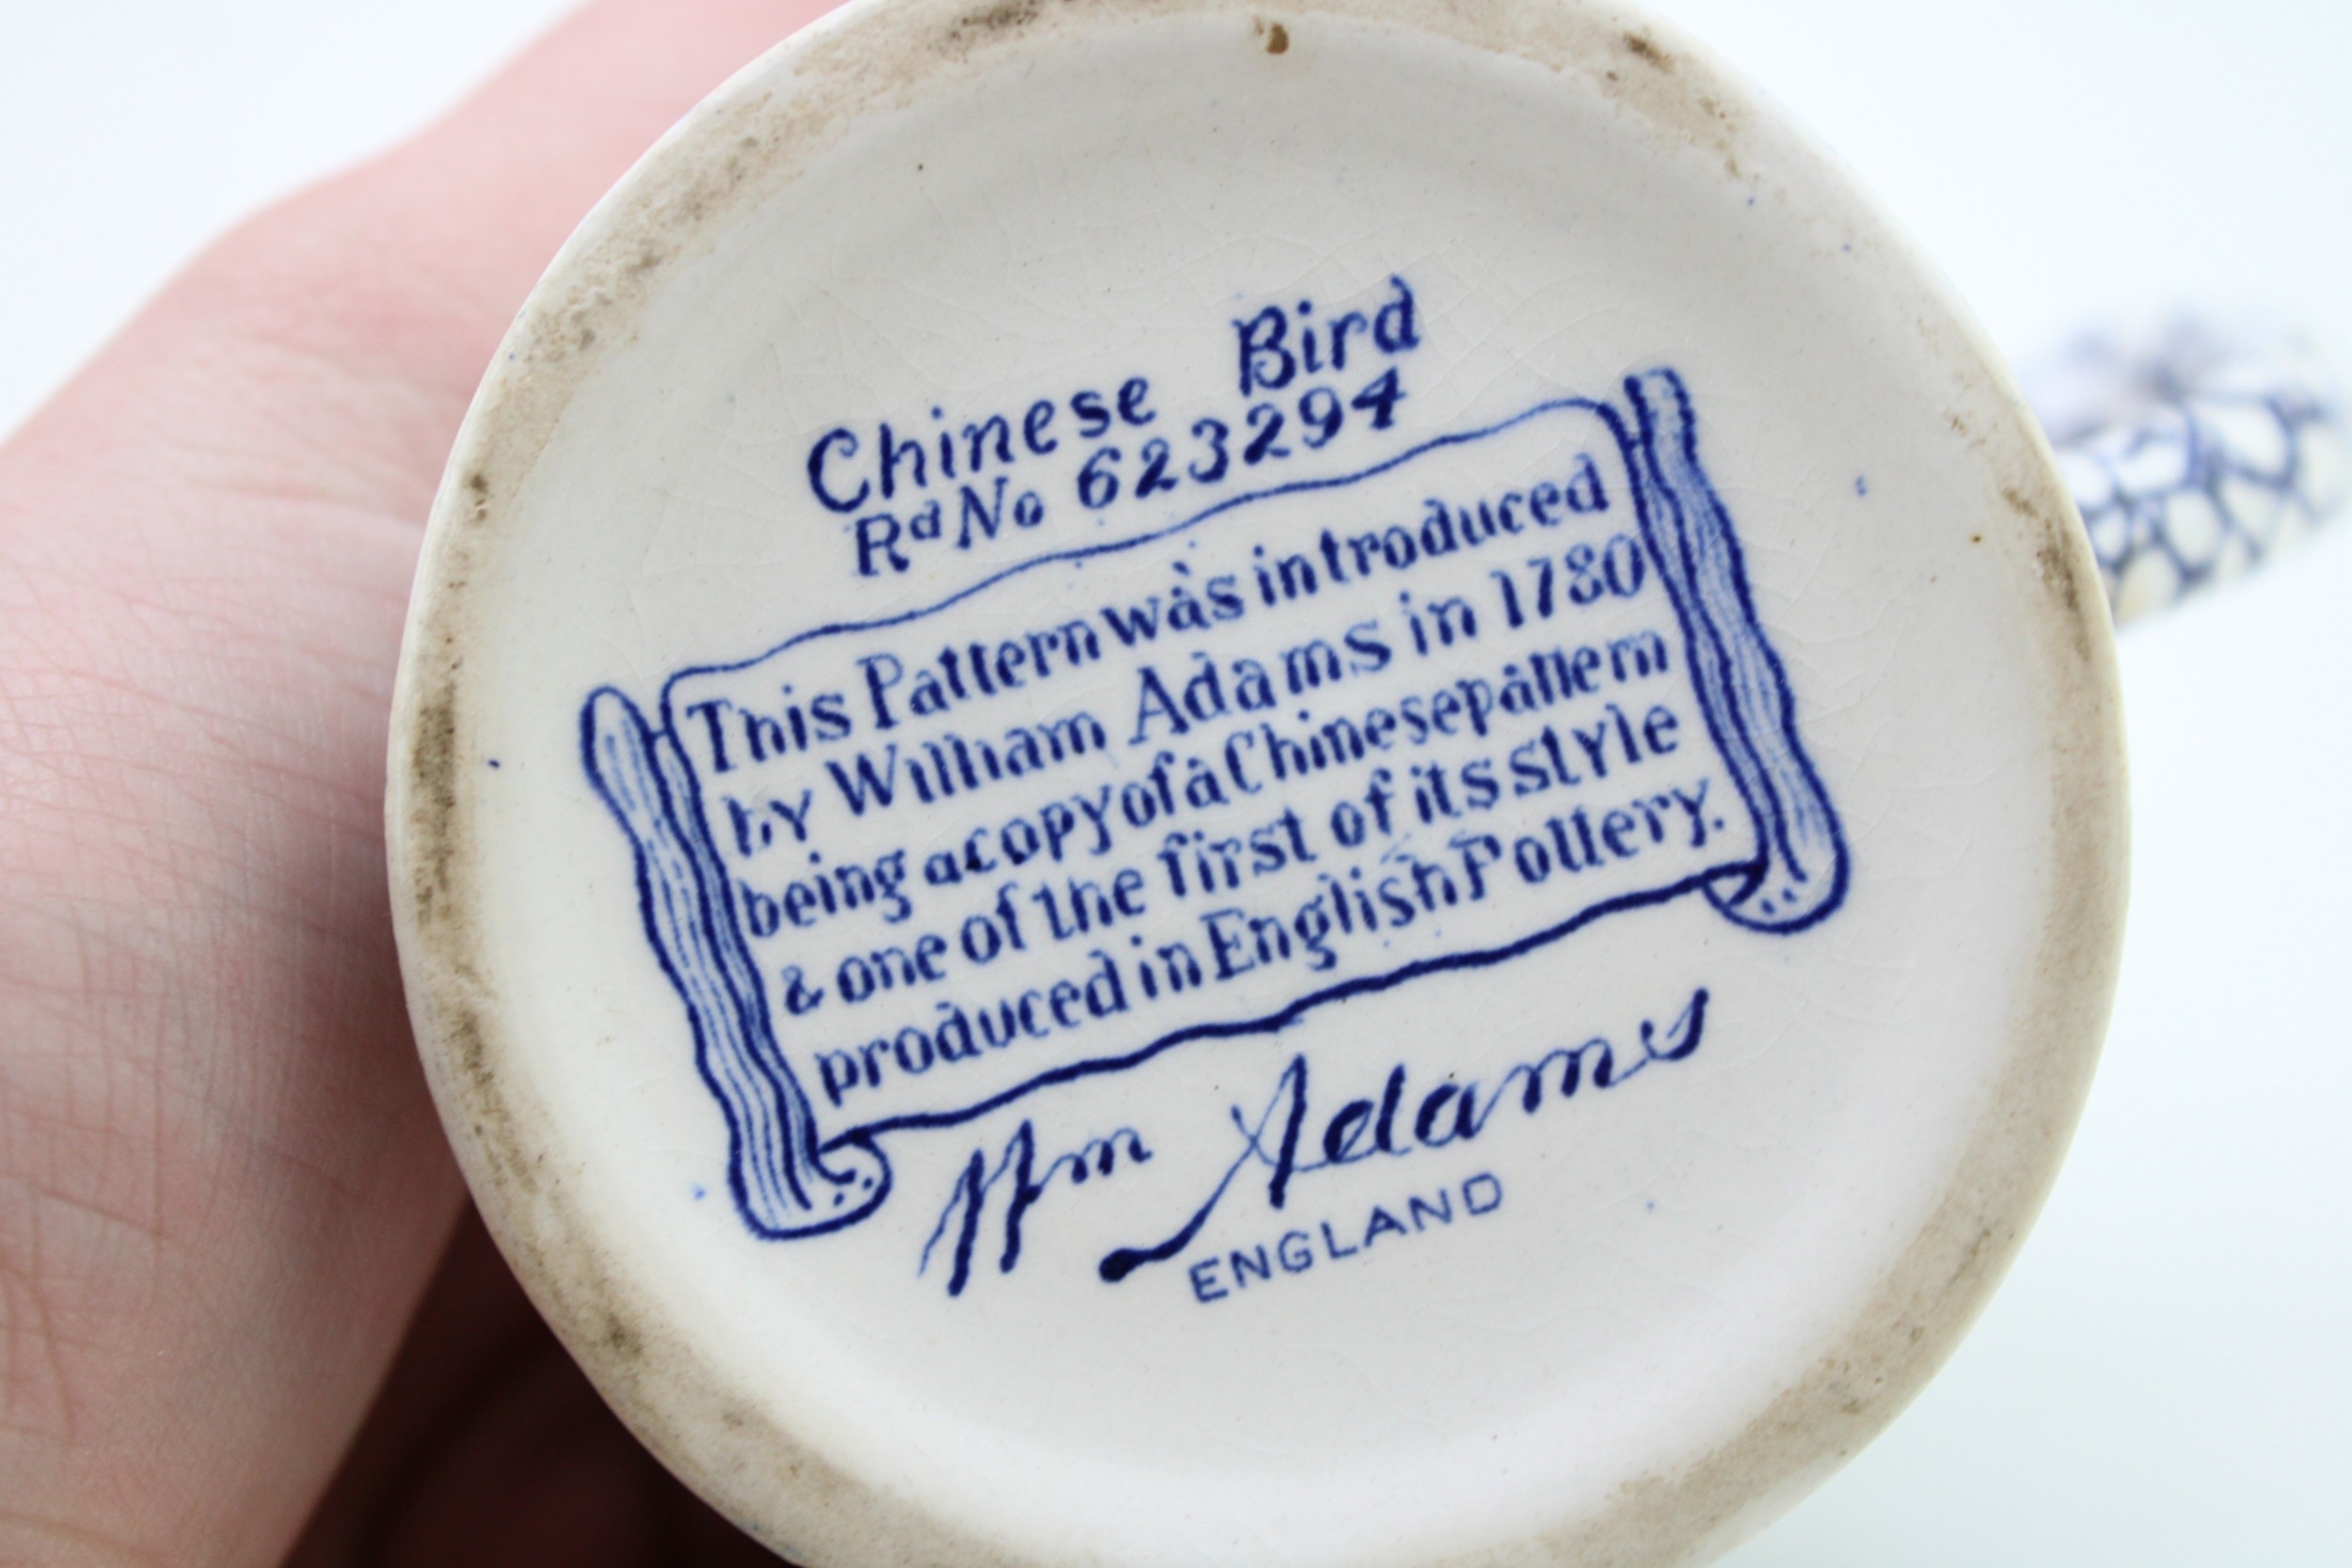 Chinese Bird
Rd No 623294
This Pattern was introduced
by William Adams in 1780
being a copy of a Chinese pattern
& one of the first of its style
produced in English Pottery.
Wm Adams
ENGLAND